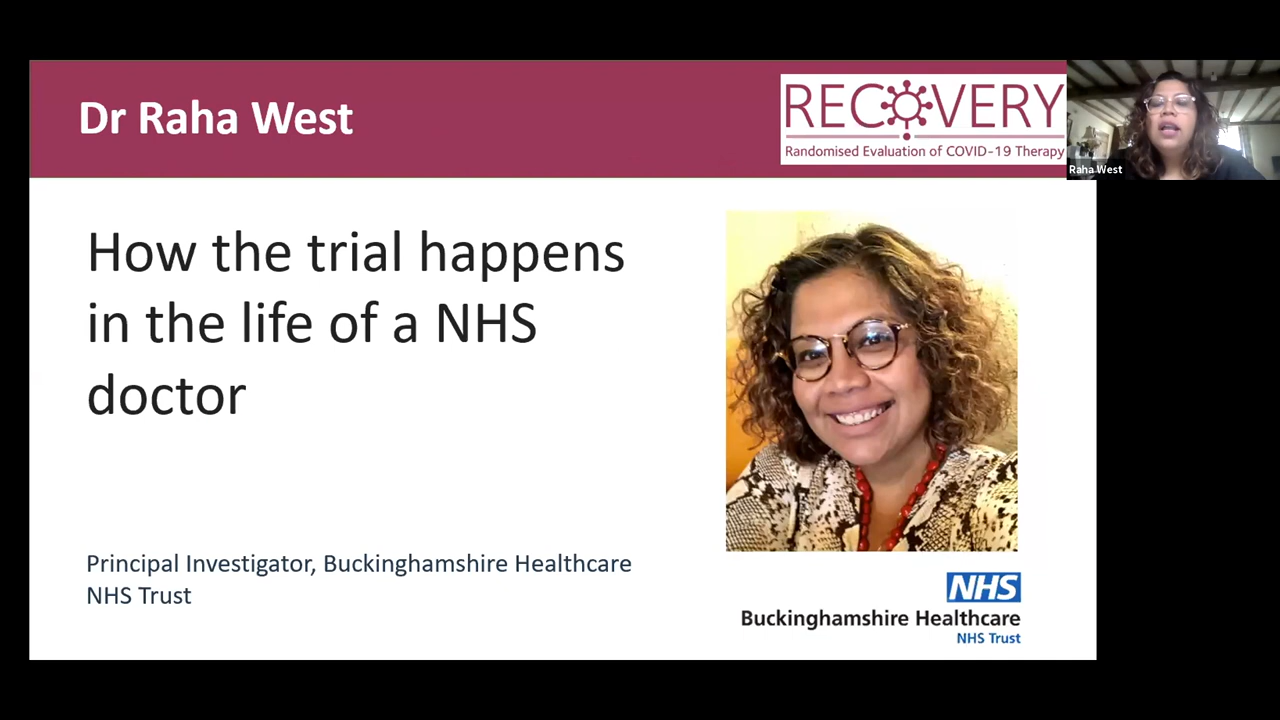 Dr Raha West
RECOVERY
Randomised Evaluation of COVID-19 Therapy
Raha West
How the trial happens
in the life of a NHS
doctor
Principal Investigator, Buckinghamshire Healthcare
NHS Trust
NHS
Buckinghamshire Healthcare
NHS Trust